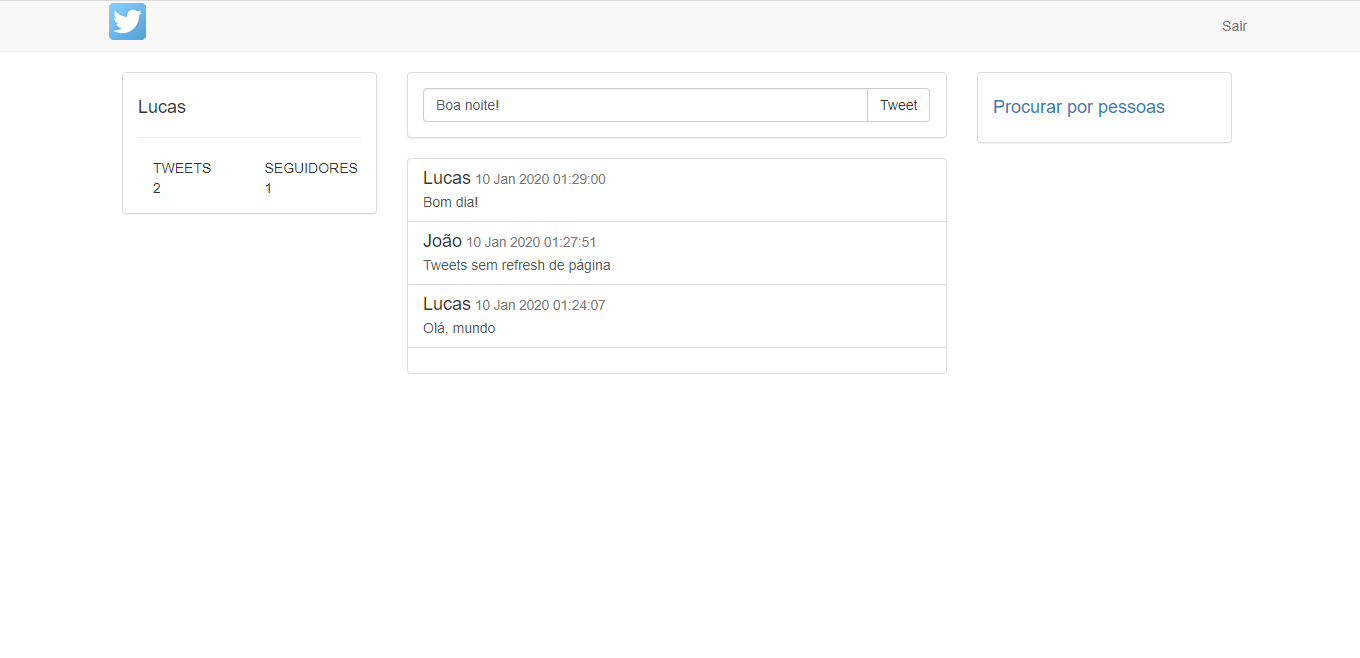 Sair
Lucas
TWEETS
2
SEGUIDORES
1
Boa noite!
Tweet
Lucas 10 Jan 2020 01:29:00
Bom dia!
João 10 Jan 2020 01:27:51
Tweets sem refresh de página
Lucas 10 Jan 2020 01:24:07
Olá, mundo
Procurar por pessoas